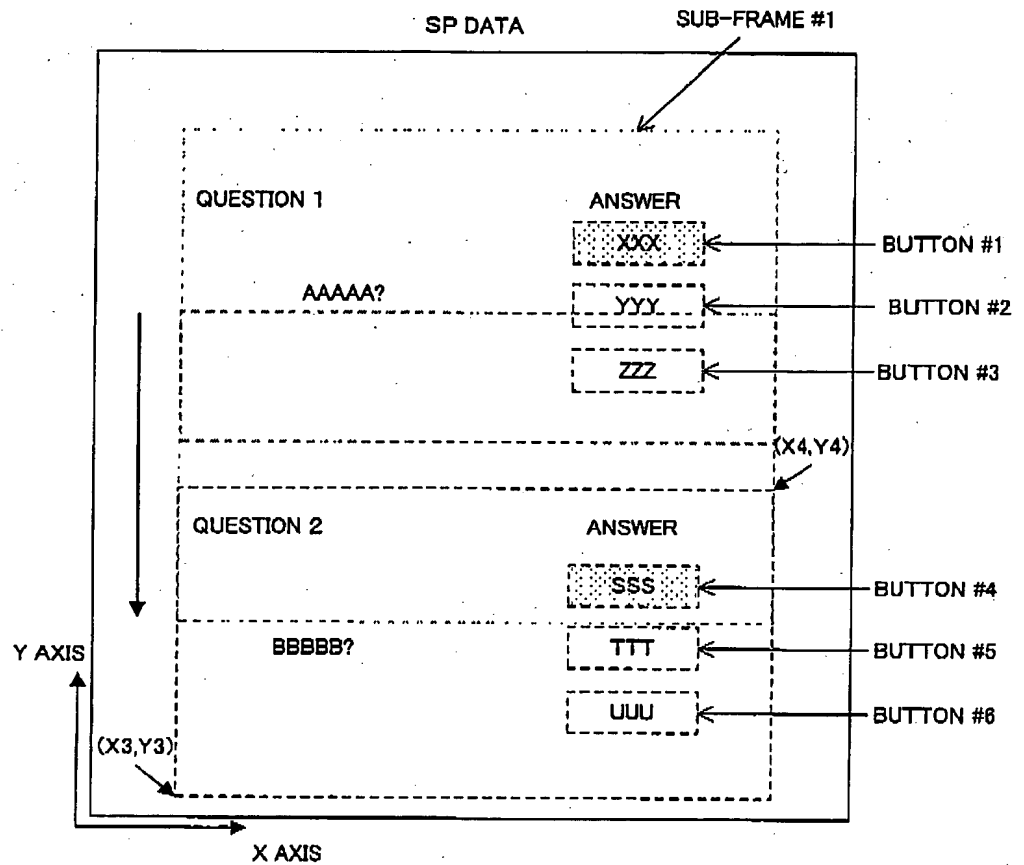 SP DATA
SUB-FRAME #1
QUESTION 1
ANSWER
XXX
BUTTON #1
AAAAA?
YYY
BUTTON #2
ZZZ
BUTTON #3
(X4,Y4)
QUESTION 2
ANSWER
SSS
BUTTON #4
BBBBB?
TTT
BUTTON #5
Y AXIS
UUU
BUTTON #6
(X3,Y3)
X AXIS